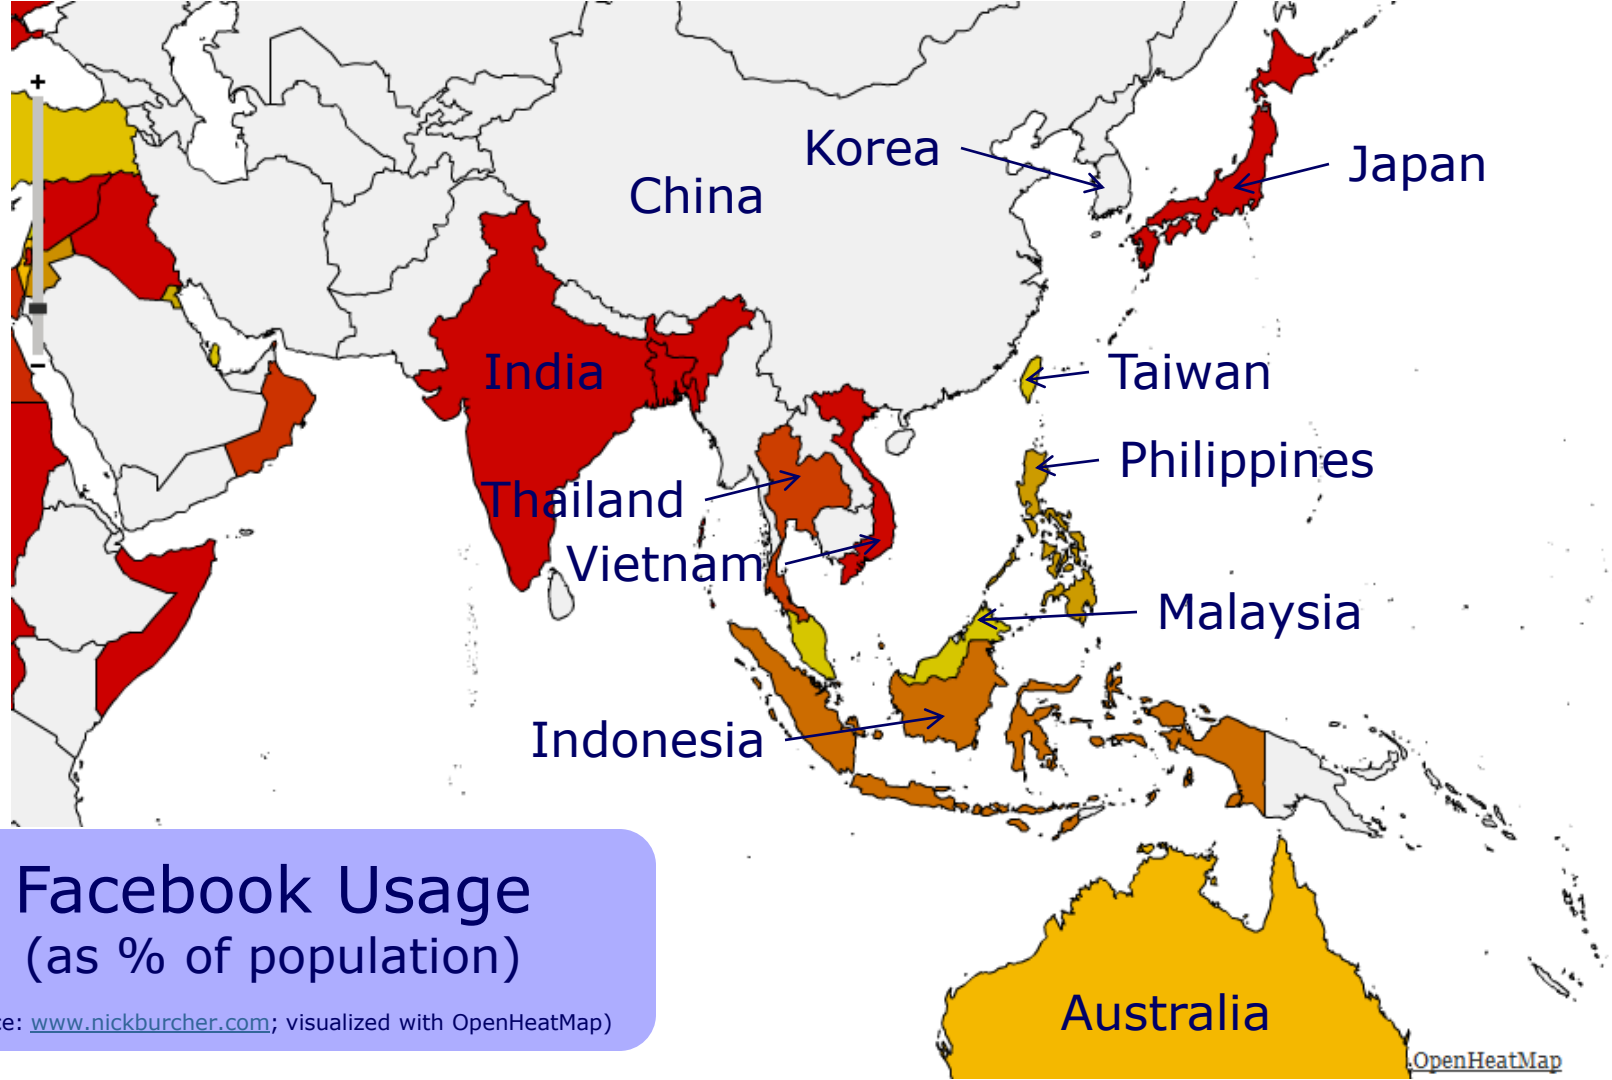 +
Korea
Japan
China
−
India
Taiwan
Philippines
Thailand
Vietnam
Malaysia
Indonesia
Facebook Usage
(as % of population)
www.nickburcher.com; visualized with OpenHeatMap)
Australia
OpenHeatMap